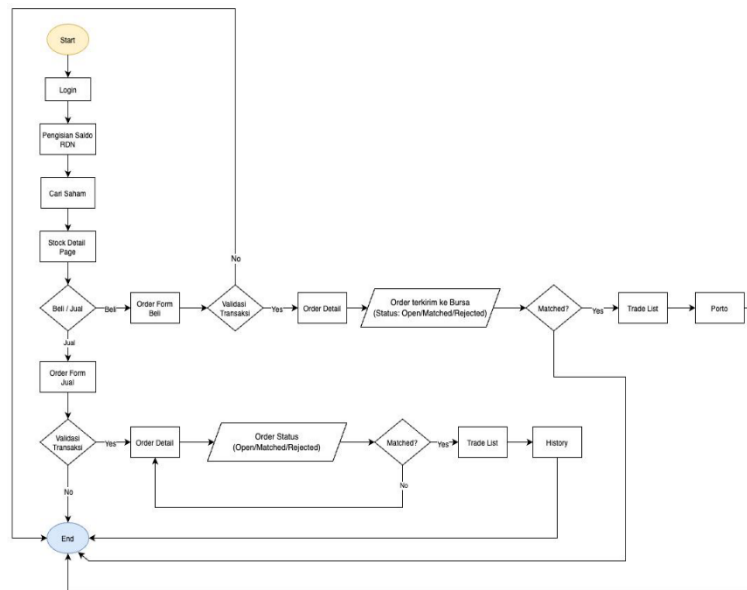 Start
Login
Pengisian Saldo
RDN
Cari Saham
Stock Detail
Page
No
Beli / Jual
Beli
Order Form
Beli
Validasi
Transaksi
Yes
Order Detail
Order terkirim ke Bursa
(Status: Open/Matched/Rejected)
Matched?
Yes
Trade List
Porto
Jual
Order Form
Jual
Validasi
Transaksi
Yes
Order Detail
Order Status
(Open/Matched/Rejected)
Matched?
Yes
Trade List
History
No
No
End